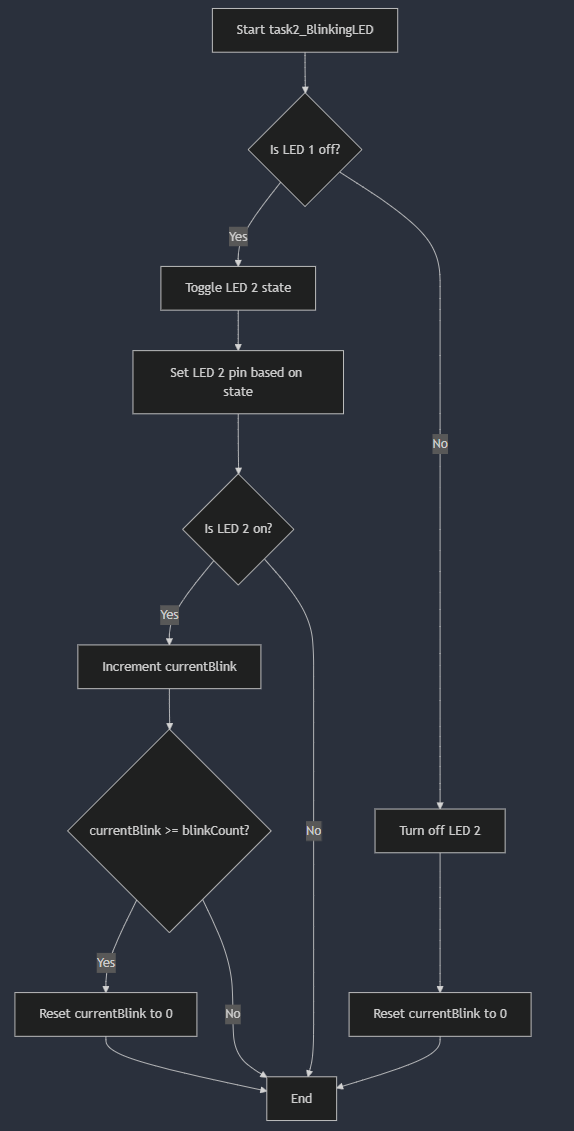 Start task2_BlinkingLED
Is LED 1 off?
Yes
Toggle LED 2 state
Set LED 2 pin based on
state
No
Is LED 2 on?
Yes
Increment currentBlink
currentBlink >= blinkCount?
No
Turn off LED 2
Yes
Reset currentBlink to 0
No
Reset currentBlink to 0
End